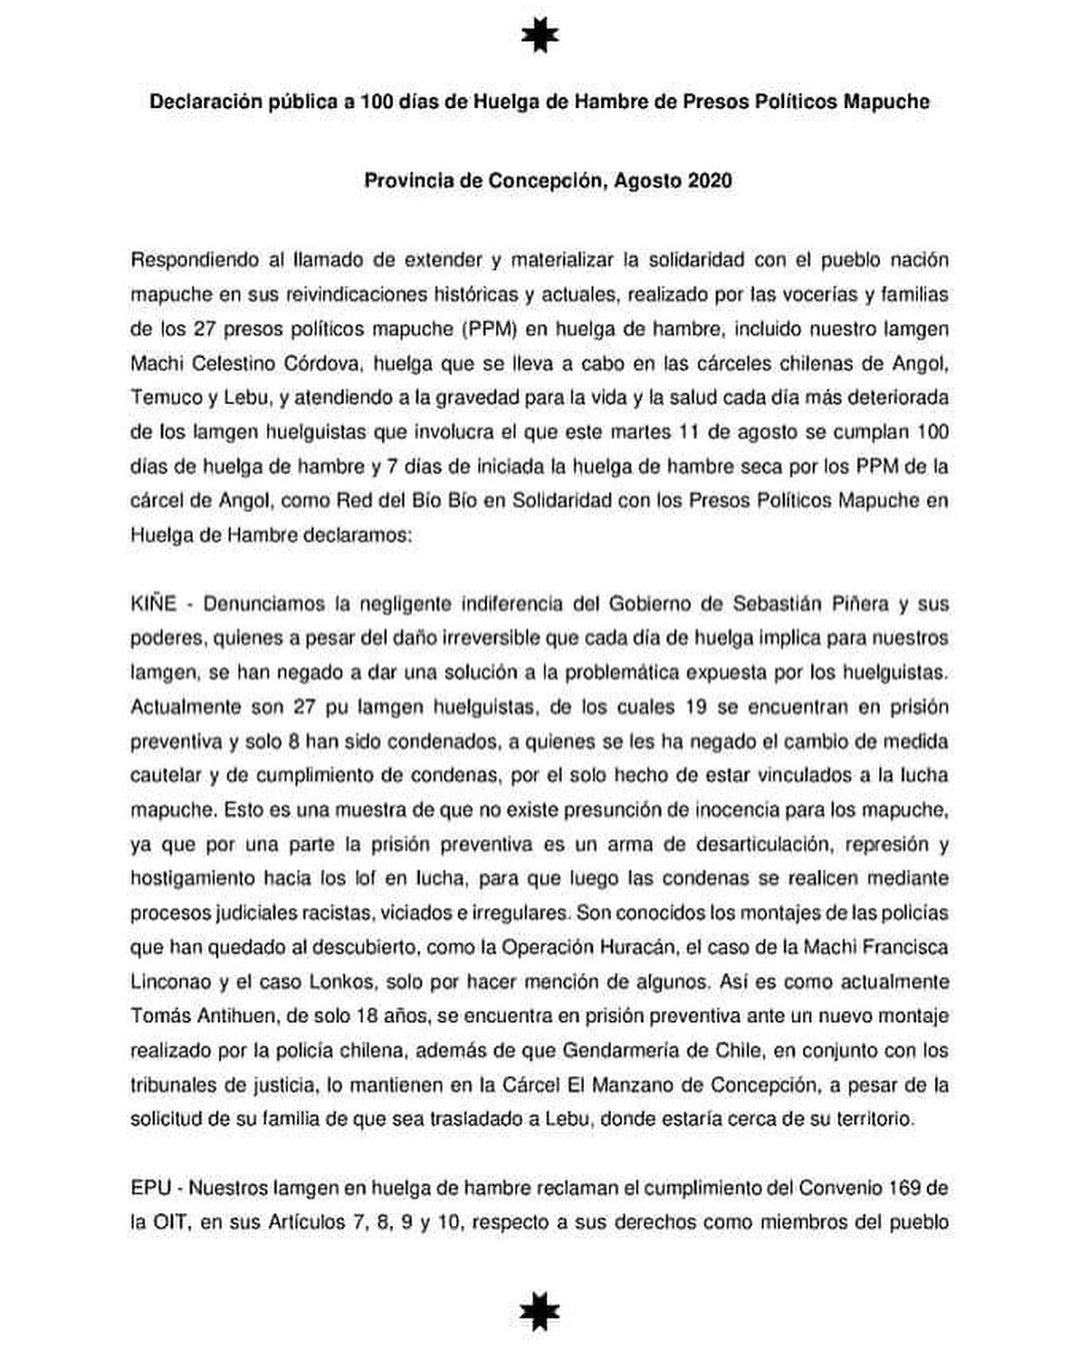 Declaración pública a 100 días de Huelga de Hambre de Presos Políticos Mapuche
Provincia de Concepción, Agosto 2020
Respondiendo al llamado de extender y materializar la solidaridad con el pueblo nación
mapuche en sus reivindicaciones históricas y actuales, realizado por las vocerías y familias
de los 27 presos políticos mapuche (PPM) en huelga de hambre, incluido nuestro lamgen
Machi Celestino Córdova, huelga que se lleva a cabo en las cárceles chilenas de Angol,
Temuco y Lebu, y atendiendo a la gravedad para la vida y la salud cada día más deteriorada
de los lamgen huelguistas que involucra el que este martes 11 de agosto se cumplan 100
días de huelga de hambre y 7 días de iniciada la huelga de hambre seca por los PPM de la
cárcel de Angol, como Red del Bío Bío en Solidaridad con los Presos Políticos Mapuche en
Huelga de Hambre declaramos:
KIÑE - Denunciamos la negligente indiferencia del Gobierno de Sebastián Piñera y sus
poderes, quienes a pesar del daño irreversible que cada día de huelga implica para nuestros
lamgen, se han negado a dar una solución a la problemática expuesta por los huelguistas.
Actualmente son 27 pu lamgen huelguistas, de los cuales 19 se encuentran en prisión
preventiva y solo 8 han sido condenados, a quienes se les ha negado el cambio de medida
cautelar y de cumplimiento de condenas, por el solo hecho de estar vinculados a la lucha
mapuche. Esto es una muestra de que no existe presunción de inocencia para los mapuche,
ya que por una parte la prisión preventiva es un arma de desarticulación, represión y
hostigamiento hacia los lof en lucha, para que luego las condenas se realicen mediante
procesos judiciales racistas, viciados e irregulares. Son conocidos los montajes de las policías
que han quedado al descubierto, como la Operación Huracán, el caso de la Machi Francisca
Linconao y el caso Lonkos, solo por hacer mención de algunos. Así es como actualmente
Tomás Antihuen, de solo 18 años, se encuentra en prisión preventiva ante un nuevo montaje
realizado por la policía chilena, además de que Gendarmería de Chile, en conjunto con los
tribunales de justicia, lo mantienen en la Cárcel El Manzano de Concepción, a pesar de la
solicitud de su familia de que sea trasladado a Lebu, donde estaría cerca de su territorio.
EPU - Nuestros lamgen en huelga de hambre reclaman el cumplimiento del Convenio 169 de
la OIT, en sus Artículos 7, 8, 9 y 10, respecto a sus derechos como miembros del pueblo